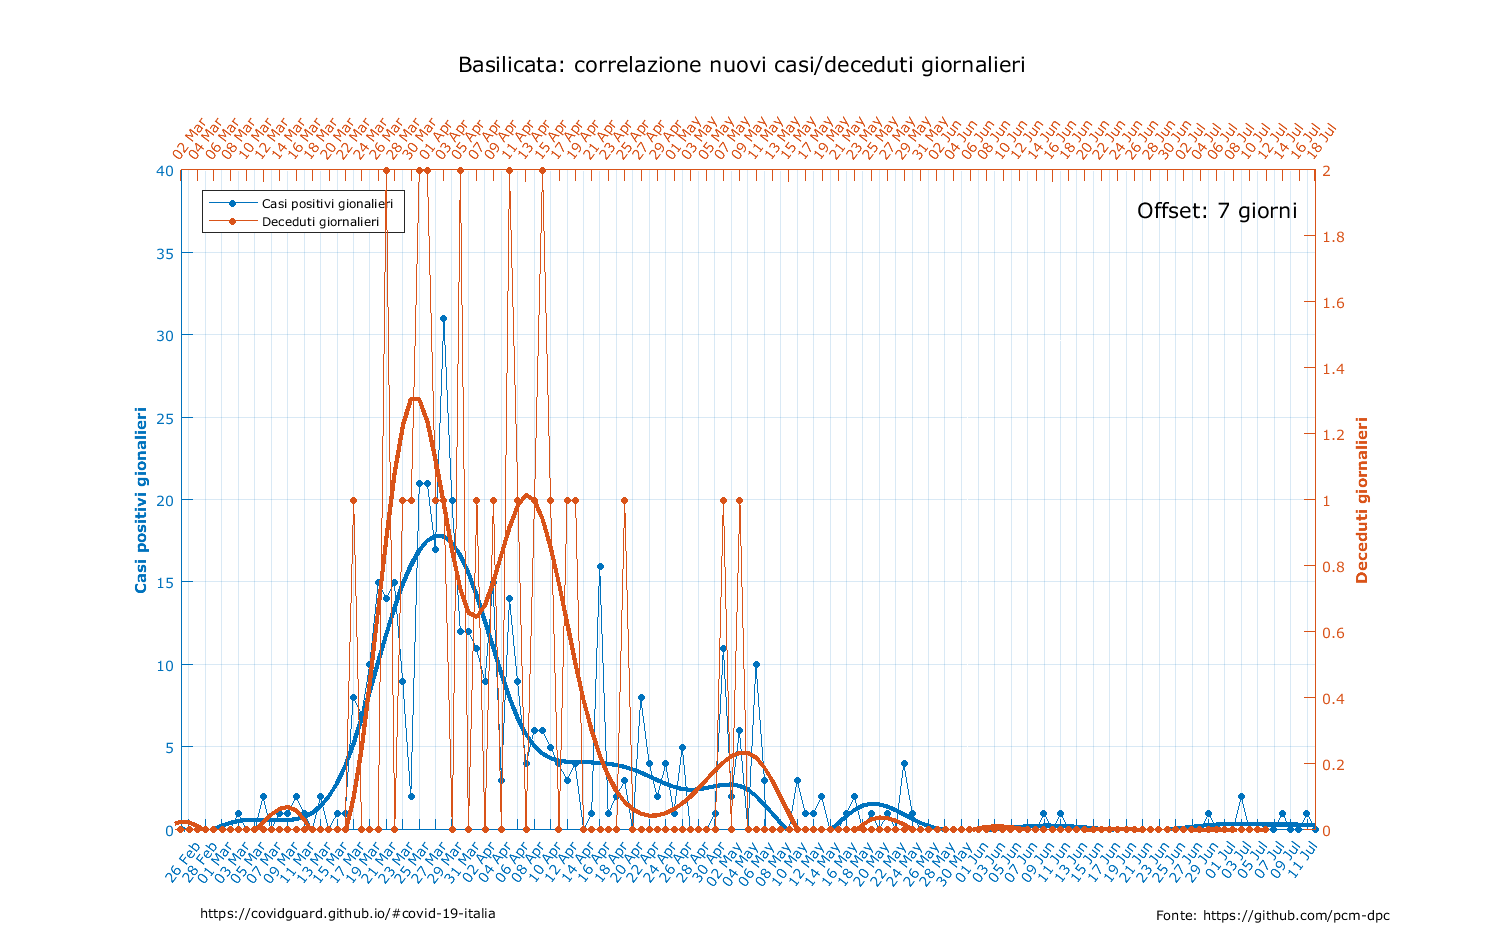 Basilicata: correlazione nuovi casi/deceduti giornalieri
02 Mar
04 Mar
06 Mar
08 Mar
10 Mar
12 Mar
14 Mar
16 Mar
18 Mar
20 Mar
22 Mar
24 Mar
26 Mar
28 Mar
30 Mar
01 Apr
03 Apr
05 Apr
07 Apr
09 Apr
11 Apr
13 Apr
15 Apr
17 Apr
19 Apr
21 Apr
23 Apr
25 Apr
27 Apr
29 Apr
01 May
03 May
05 May
07 May
09 May
11 May
13 May
15 May
17 May
19 May
21 May
23 May
25 May
27 May
29 May
31 May
02 Jun
04 Jun
06 Jun
08 Jun
10 Jun
12 Jun
14 Jun
16 Jun
18 Jun
20 Jun
22 Jun
24 Jun
26 Jun
28 Jun
30 Jun
02 Jul
04 Jul
06 Jul
08 Jul
10 Jul
12 Jul
14 Jul
16 Jul
18 Jul
Casi positivi gionalieri
Deceduti giornalieri
Offset: 7 giorni
40
35
30
25
20
15
10
5
0
Casi positivi gionalieri
2
1.8
1.6
1.4
1.2
1
0.8
0.6
0.4
0.2
0
Deceduti giornalieri
26 Feb
28 Feb
01 Mar
03 Mar
05 Mar
07 Mar
09 Mar
11 Mar
13 Mar
15 Mar
17 Mar
19 Mar
21 Mar
23 Mar
25 Mar
27 Mar
29 Mar
31 Mar
02 Apr
04 Apr
06 Apr
08 Apr
10 Apr
12 Apr
14 Apr
16 Apr
18 Apr
20 Apr
22 Apr
24 Apr
26 Apr
28 Apr
30 Apr
02 May
04 May
06 May
08 May
10 May
12 May
14 May
16 May
18 May
20 May
22 May
24 May
26 May
28 May
30 May
01 Jun
03 Jun
05 Jun
07 Jun
09 Jun
11 Jun
13 Jun
15 Jun
17 Jun
19 Jun
21 Jun
23 Jun
25 Jun
27 Jun
29 Jun
01 Jul
03 Jul
05 Jul
07 Jul
09 Jul
11 Jul
https://covidguard.github.io/#covid-19-italia
Fonte: https://github.com/pcm-dpc